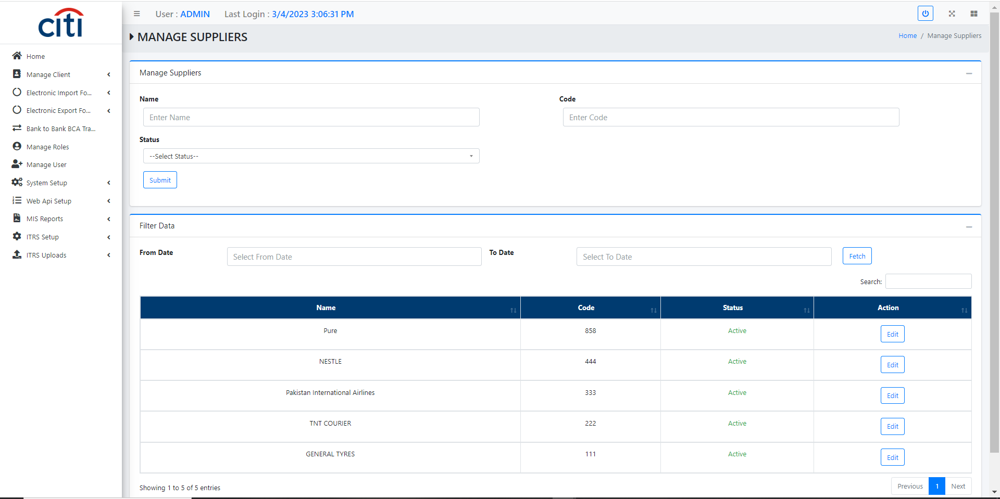 citi
User : ADMIN
Last Login : 3/4/2023 3:06:31 PM
MANAGE SUPPLIERS
Home / Manage Suppliers
Home
Manage Client
Electronic Import Fo...
Electronic Export Fo...
Bank to Bank BCA Tra...
Manage Roles
Manage User
System Setup
Web Api Setup
MIS Reports
ITRS Setup
ITRS Uploads
Manage Suppliers
Name Code
Enter Name Enter Code
Status
--Select Status--
Submit
Filter Data
From Date Select From Date To Date Select To Date Fetch
Search:
Name Code Status Action
Pure 858 Active Edit
NESTLE 444 Active Edit
Pakistan International Airlines 333 Active Edit
TNT COURIER 222 Active Edit
GENERAL TYRES 111 Active Edit
Showing 1 to 5 of 5 entries
Previous 1 Next